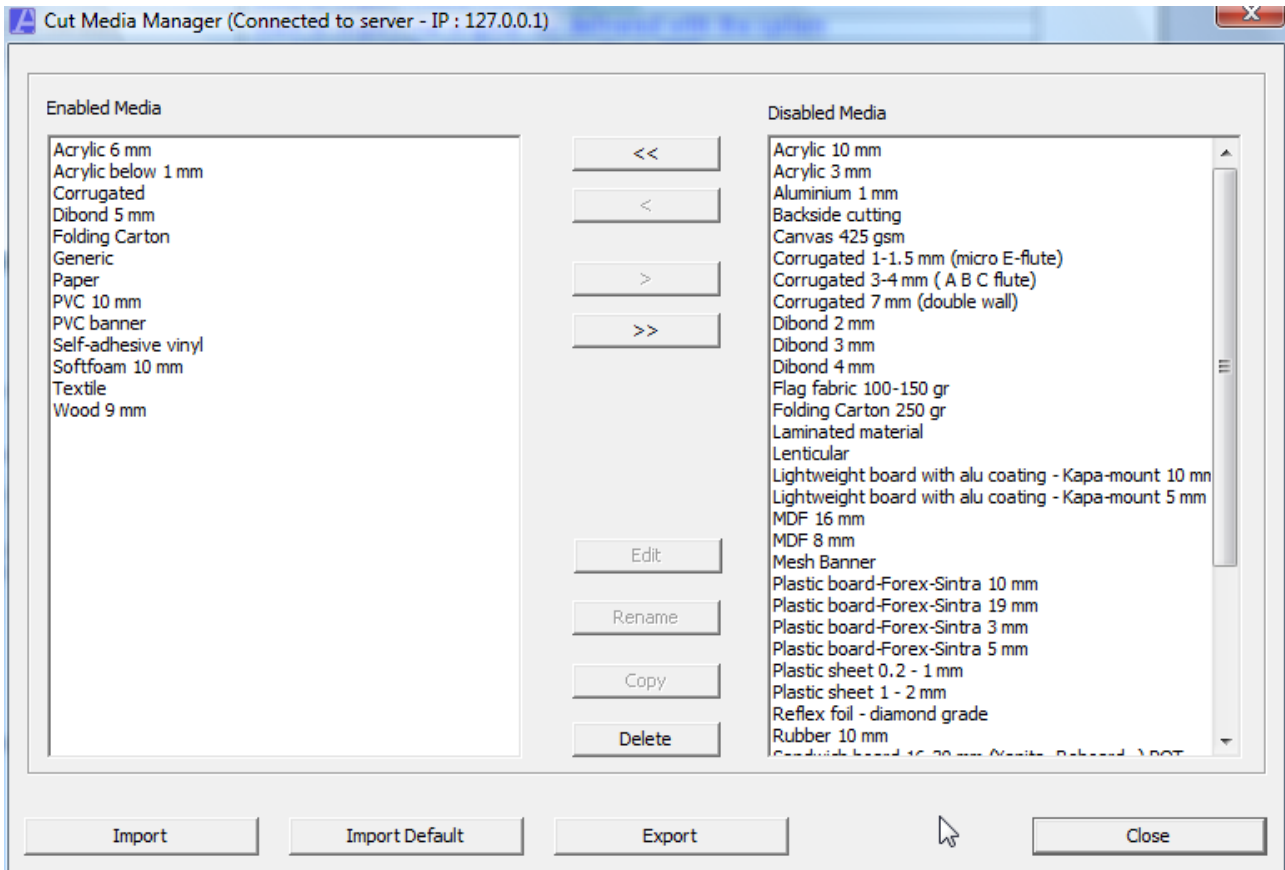 Cut Media Manager (Connected to server - IP : 127.0.0.1)
X
Enabled Media
Acrylic 6 mm
Acrylic below 1 mm
Corrugated
Dibond 5 mm
Folding Carton
Generic
Paper
PVC 10 mm
PVC banner
Self-adhesive vinyl
Softfoam 10 mm
Textile
Wood 9 mm
<<
<
>
>>
Edit
Rename
Copy
Delete
Disabled Media
Acrylic 10 mm
Acrylic 3 mm
Aluminium 1 mm
Backside cutting
Canvas 425 gsm
Corrugated 1-1.5 mm (micro E-flute)
Corrugated 3-4 mm ( A B C flute)
Corrugated 7 mm (double wall)
Dibond 2 mm
Dibond 3 mm
Dibond 4 mm
Flag fabric 100-150 gr
Folding Carton 250 gr
Laminated material
Lenticular
Lightweight board with alu coating - Kapa-mount 10 mm
Lightweight board with alu coating - Kapa-mount 5 mm
MDF 16 mm
MDF 8 mm
Mesh Banner
Plastic board-Forex-Sintra 10 mm
Plastic board-Forex-Sintra 19 mm
Plastic board-Forex-Sintra 3 mm
Plastic board-Forex-Sintra 5 mm
Plastic sheet 0.2 - 1 mm
Plastic sheet 1 - 2 mm
Reflex foil - diamond grade
Rubber 10 mm
Import
Import Default
Export
Close